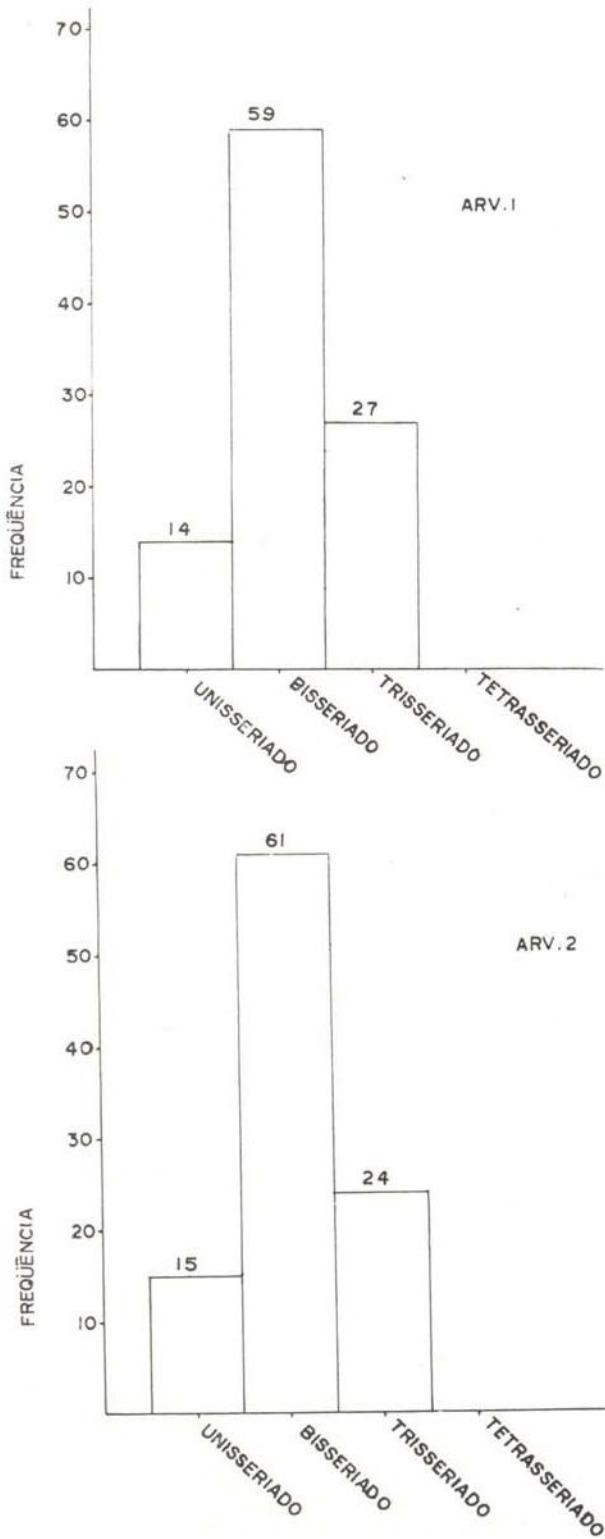 70
60
59
50
ARV.1
40
30
27
20
14
10
FREQÜÊNCIA
UNISSERIADO
BISSERIADO
TRISSERIADO
TETRASSERIADO
70
61
60
50
ARV.2
40
30
24
20
15
10
FREQÜÊNCIA
UNISSERIADO
BISSERIADO
TRISSERIADO
TETRASSERIADO